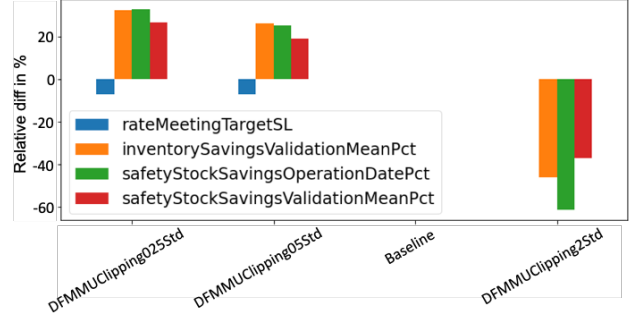 Relative diff in %
20
0
-20
-40
-60
rateMeetingTargetSL
inventorySavingsValidationMeanPct
safetyStockSavingsOperationDatePct
safetyStockSavingsValidationMeanPct
DFMMUClipping025Std
DFMMUClipping05Std
Baseline
DFMMUClipping2Std